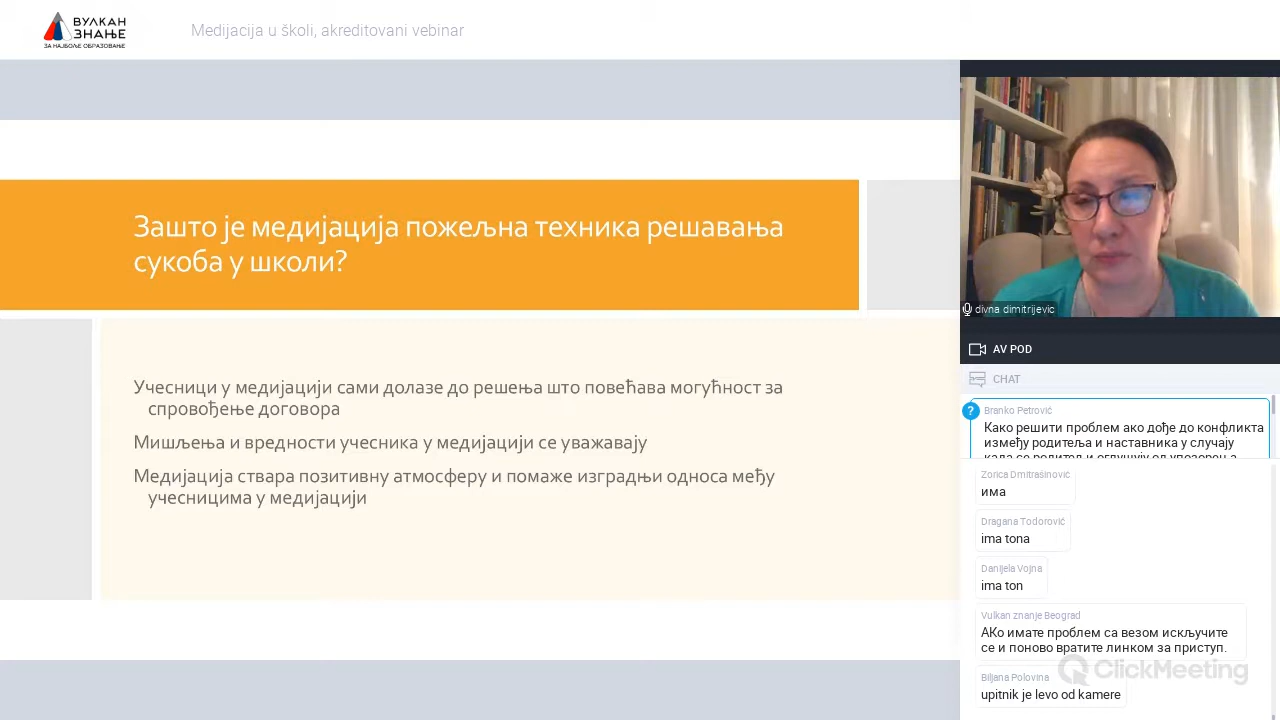 ВУЛКАН
ЗНАЊЕ
ЗА НАЈБОЉЕ ОБРАЗОВАЊЕ
Medijacija u školi, akreditovani vebinar
Зашто је медијација пожељна техника решавања
сукоба у школи?
Учесници у медијацији сами долазе до решења што повећава могућност за
спровођење договора
Мишљења и вредности учесника у медијацији се уважавају
Медијација ствара позитивну атмосферу и помаже изградњи односа међу
учесницима у медијацији
divna dimitrijevic
AV POD
CHAT
?
Branko Petrović
Како решити проблем ако дође до конфликта
између родитеља и наставника у случају
Zorica Dmitrašinović
има
Dragana Todorović
ima tona
Danijela Vojna
ima ton
Vulkan znanje Beograd
АКо имате проблем са везом искључите
се и поново вратите линком за приступ.
ClickMeeting
Biljana Polovina
upitnik je levo od kamere